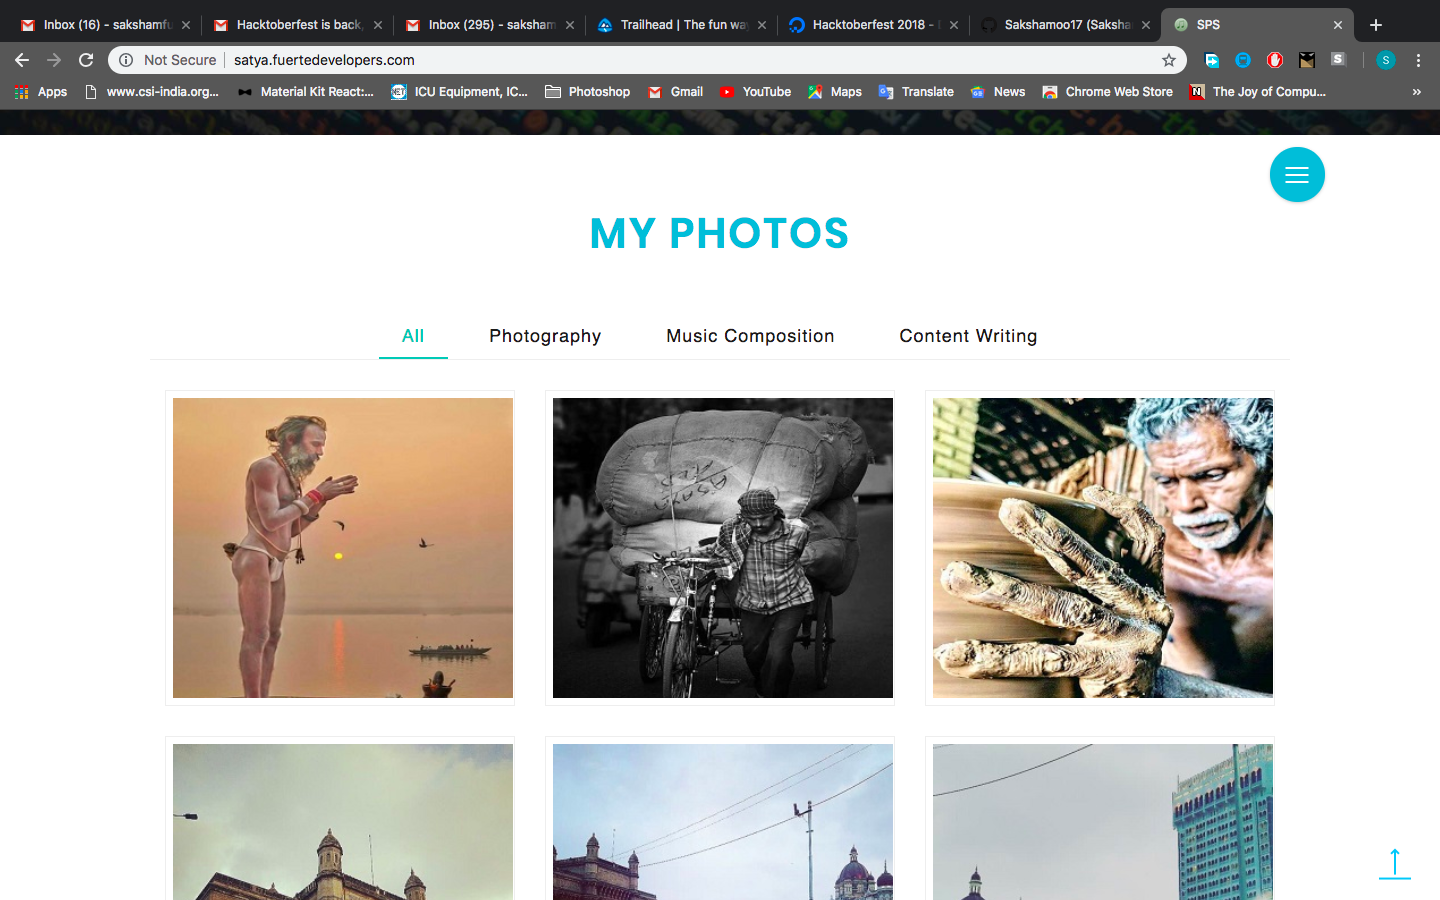 Inbox (16) - sakshamfu
Hacktoberfest is back,
Inbox (295) - saksham
Trailhead | The fun wa
Hacktoberfest 2018 -
Sakshamoo17 (Saksha
SPS
Not Secure
satya.fuertedevelopers.com
S
Apps
www.csi-india.org...
Material Kit React:...
ICU Equipment, IC...
Photoshop
Gmail
YouTube
Maps
Translate
News
Chrome Web Store
The Joy of Compu...
MY PHOTOS
All
Photography
Music Composition
Content Writing